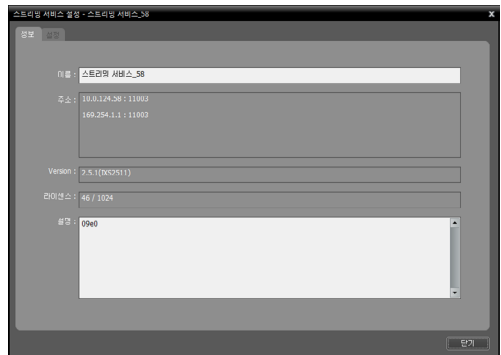 스트리밍 서비스 설정 - 스트리밍 서비스_58
정보 설정
이름 : 스트리밍 서비스_58
주소 : 10.0.124.58 : 11003
169.254.1.1 : 11003
Version : 2.5.1(IXS2511)
라이센스 : 46 / 1024
설명 : 09e0
닫기